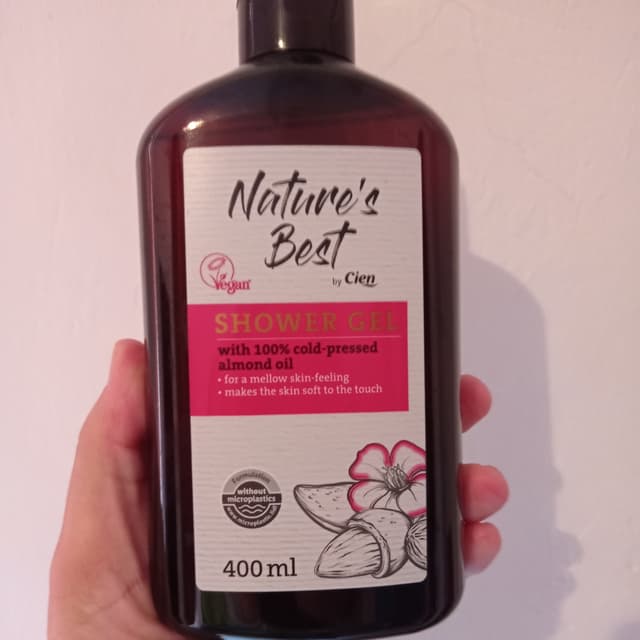 Nature's
Best
by Cien
Vegan
SHOWER GEL
with 100% cold-pressed
almond oil
• for a mellow skin-feeling
• makes the skin soft to the touch
Formulation
without
microplastics
400 ml